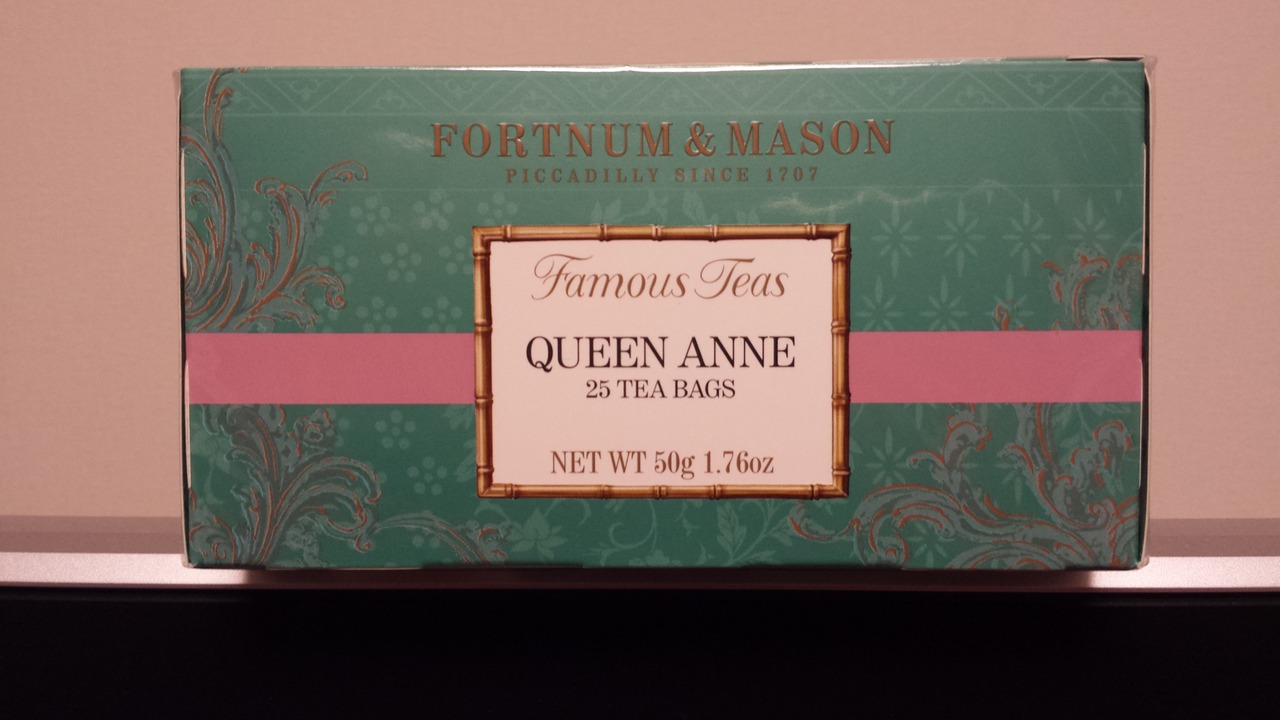 FORTNUM & MASON
PICCADILLY SINCE 1707
Famous Teas
QUEEN ANNE
25 TEA BAGS
NET WT 50g 1.76oz